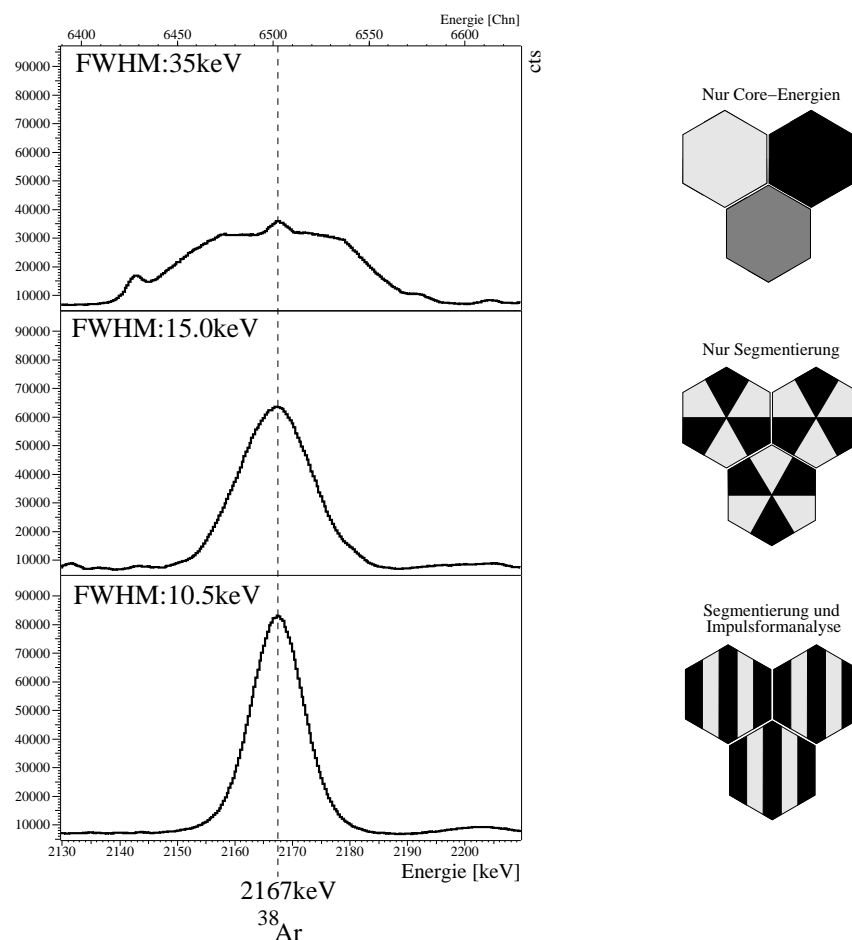 Energie [Chn]
6400 6450 6500 6550 6600
FWHM:35keV
cts
90000
80000
70000
60000
50000
40000
30000
20000
10000
Nur Core−Energien
FWHM:15.0keV
90000
80000
70000
60000
50000
40000
30000
20000
10000
Nur Segmentierung
FWHM:10.5keV
90000
80000
70000
60000
50000
40000
30000
20000
10000
Segmentierung und
Impulsformanalyse
2130 2140 2150 2160 2170 2180 2190 2200
Energie [keV]
2167keV
³⁸Ar